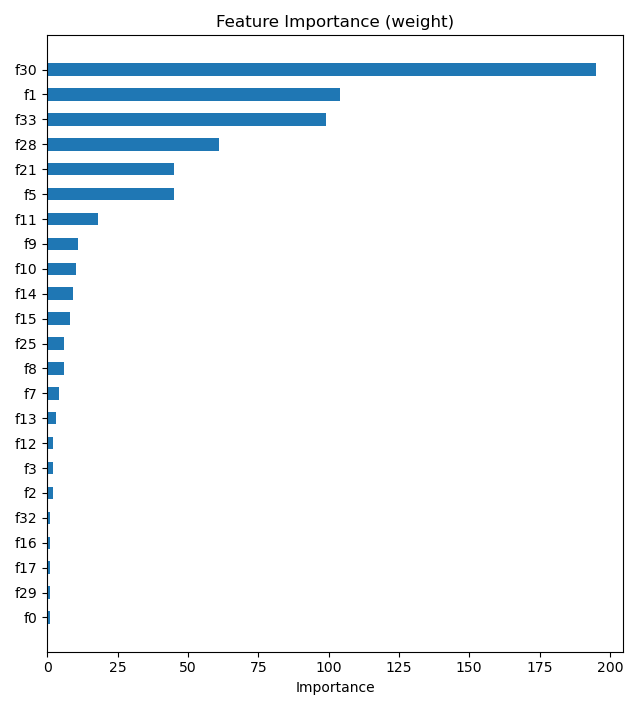 Feature Importance (weight)
f30
f1
f33
f28
f21
f5
f11
f9
f10
f14
f15
f25
f8
f7
f13
f12
f3
f2
f32
f16
f17
f29
f0
0 25 50 75 100 125 150 175 200
Importance